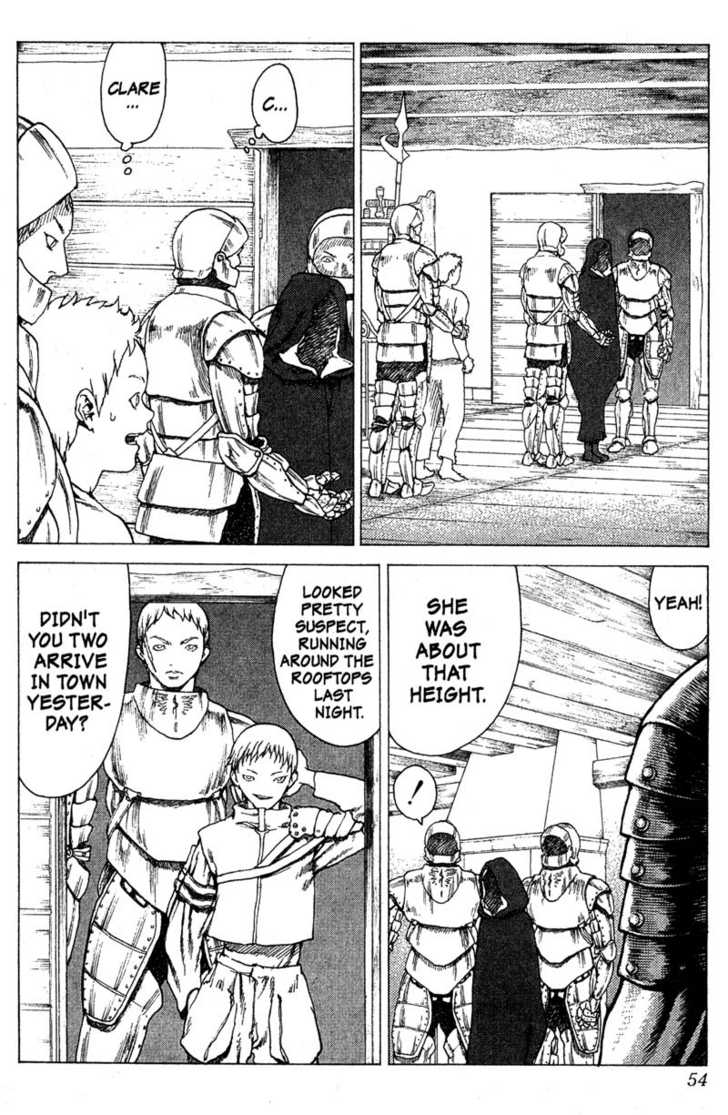 C...
CLARE
...
YEAH!
SHE
WAS
ABOUT
THAT
HEIGHT.
!
LOOKED
PRETTY
SUSPECT,
RUNNING
AROUND THE
ROOFTOPS
LAST
NIGHT.
DIDN'T
YOU TWO
ARRIVE
IN TOWN
YESTER-
DAY?
54